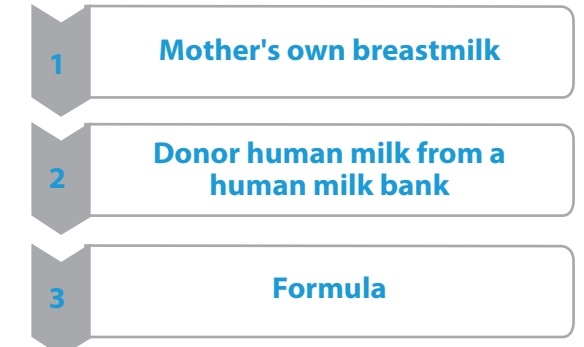 1
Mother's own breastmilk
2
Donor human milk from a
human milk bank
3
Formula